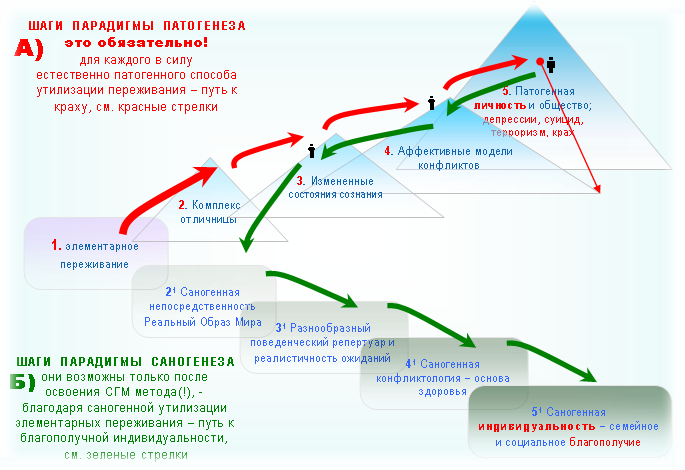 ШАГИ ПАРАДИГМЫ ПАТОГЕНЕЗА
А)
это обязательно!
для каждого в силу
естественно патогенного способа
утилизации переживания – путь к
краху, см. красные стрелки
5. Патогенная
личность и общество;
депрессии, суицид,
терроризм, крах
4. Аффективные модели
конфликтов
3. Измененные
состояния сознания
2. Комплекс
отличницы
1. элементарное
переживание
2¹ Саногенная
непосредственность
Реальный Образ Мира
3¹ Разнообразный
поведенческий репертуар и
реалистичность ожиданий
4¹ Саногенная
конфликтология – основа
здоровья
5¹ Саногенная
индивидуальность – семейное
и социальное благополучие
ШАГИ ПАРАДИГМЫ САНОГЕНЕЗА
Б)
они возможны только после
освоения СГМ метода(!), -
благодаря саногенной утилизации
элементарных переживания – путь к
благополучной индивидуальности,
см. зеленые стрелки